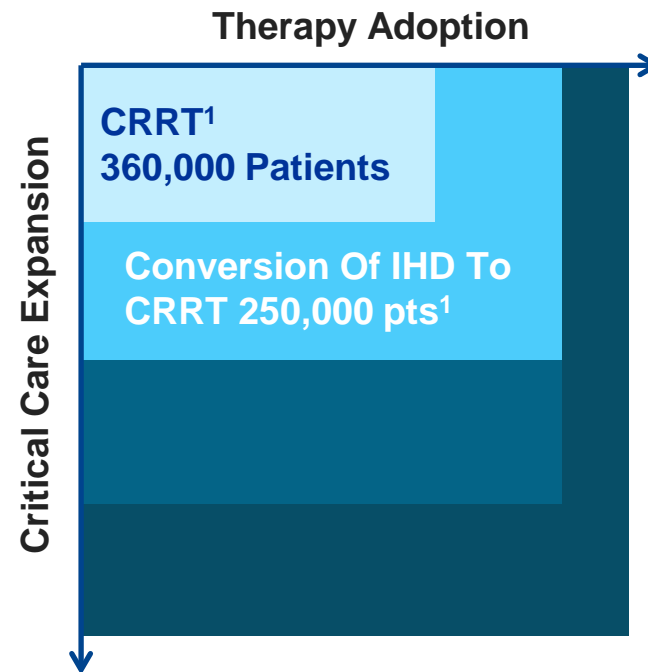 Therapy Adoption
Critical Care Expansion
CRRT¹
360,000 Patients
Conversion Of IHD To
CRRT 250,000 pts¹